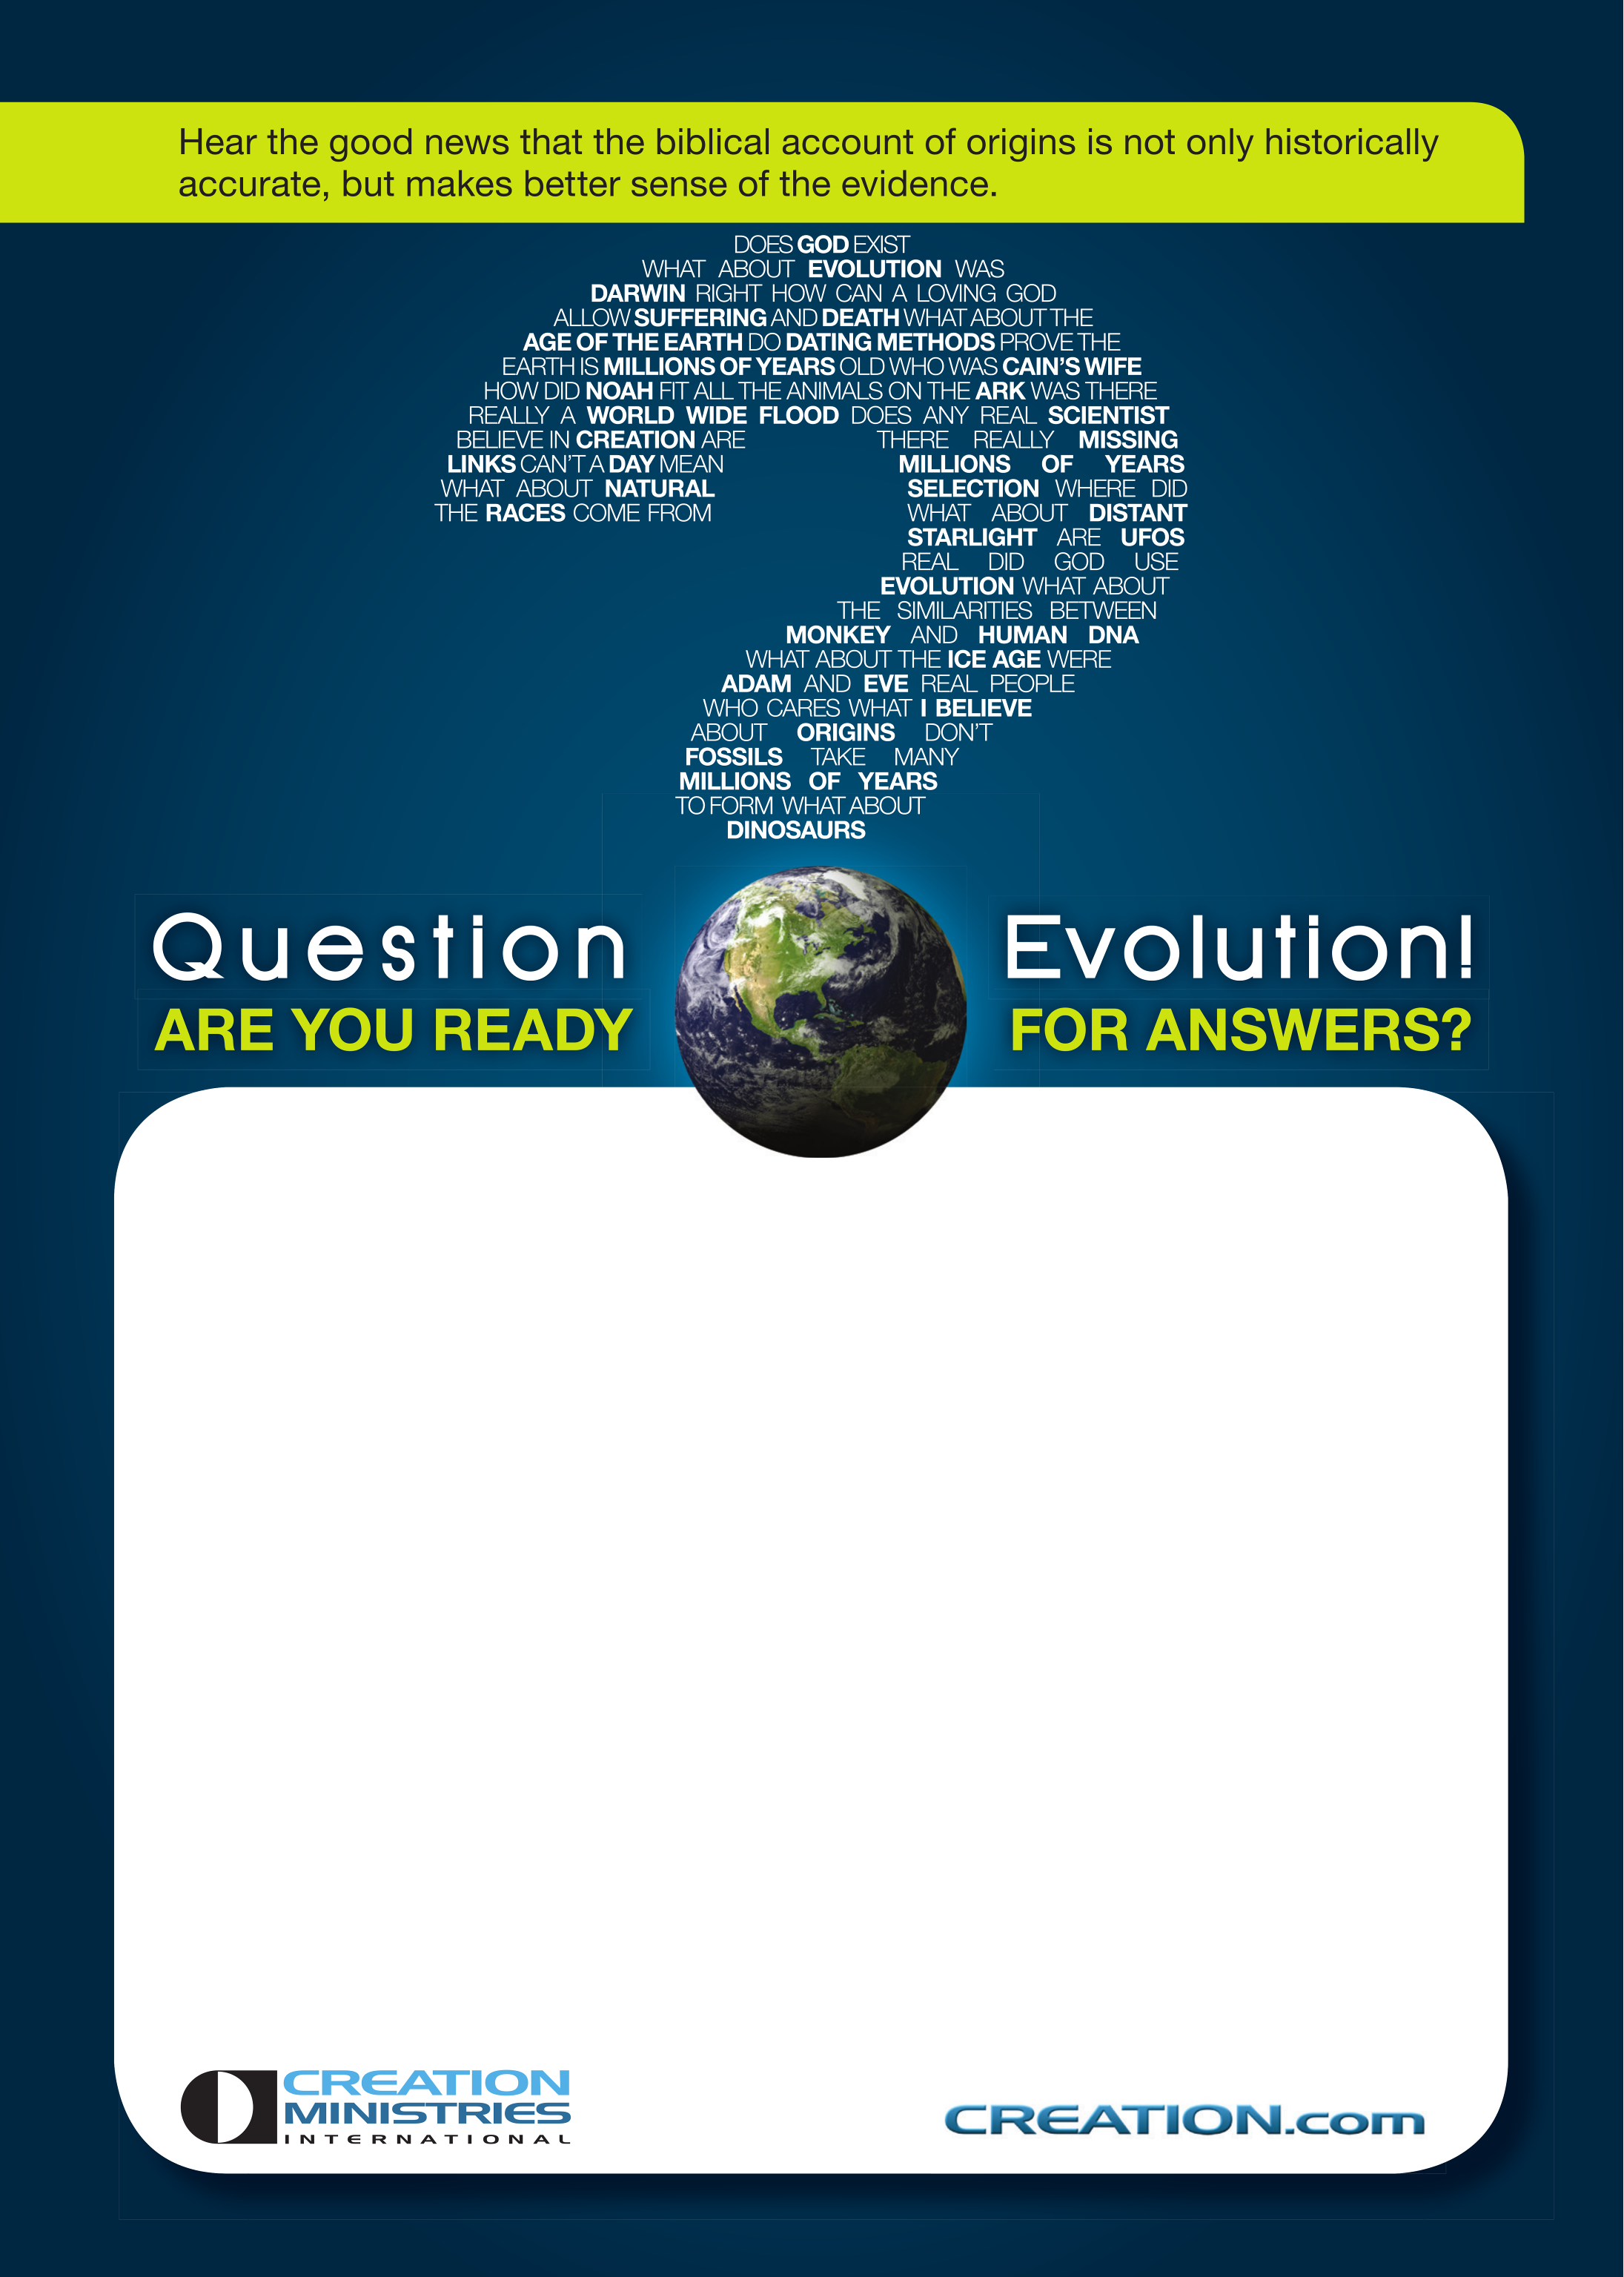 Hear the good news that the biblical account of origins is not only historically
accurate, but makes better sense of the evidence.
DOES GOD EXIST
WHAT ABOUT EVOLUTION WAS
DARWIN RIGHT HOW CAN A LOVING GOD
ALLOW SUFFERING AND DEATH WHAT ABOUT THE
AGE OF THE EARTH DO DATING METHODS PROVE THE
EARTH IS MILLIONS OF YEARS OLD WHO WAS CAIN'S WIFE
HOW DID NOAH FIT ALL THE ANIMALS ON THE ARK WAS THERE
REALLY A WORLD WIDE FLOOD DOES ANY REAL SCIENTIST
BELIEVE IN CREATION ARE THERE REALLY MISSING
LINKS CAN'T A DAY MEAN MILLIONS OF YEARS
WHAT ABOUT NATURAL SELECTION WHERE DID
THE RACES COME FROM WHAT ABOUT DISTANT
STARLIGHT ARE UFOS
REAL DID GOD USE
EVOLUTION WHAT ABOUT
THE SIMILARITIES BETWEEN
MONKEY AND HUMAN DNA
WHAT ABOUT THE ICE AGE WERE
ADAM AND EVE REAL PEOPLE
WHO CARES WHAT I BELIEVE
ABOUT ORIGINS DON'T
FOSSILS TAKE MANY
MILLIONS OF YEARS
TO FORM WHAT ABOUT
DINOSAURS
Question Evolution!
ARE YOU READY FOR ANSWERS?
CREATION
MINISTRIES
INTERNATIONAL
CREATION.com